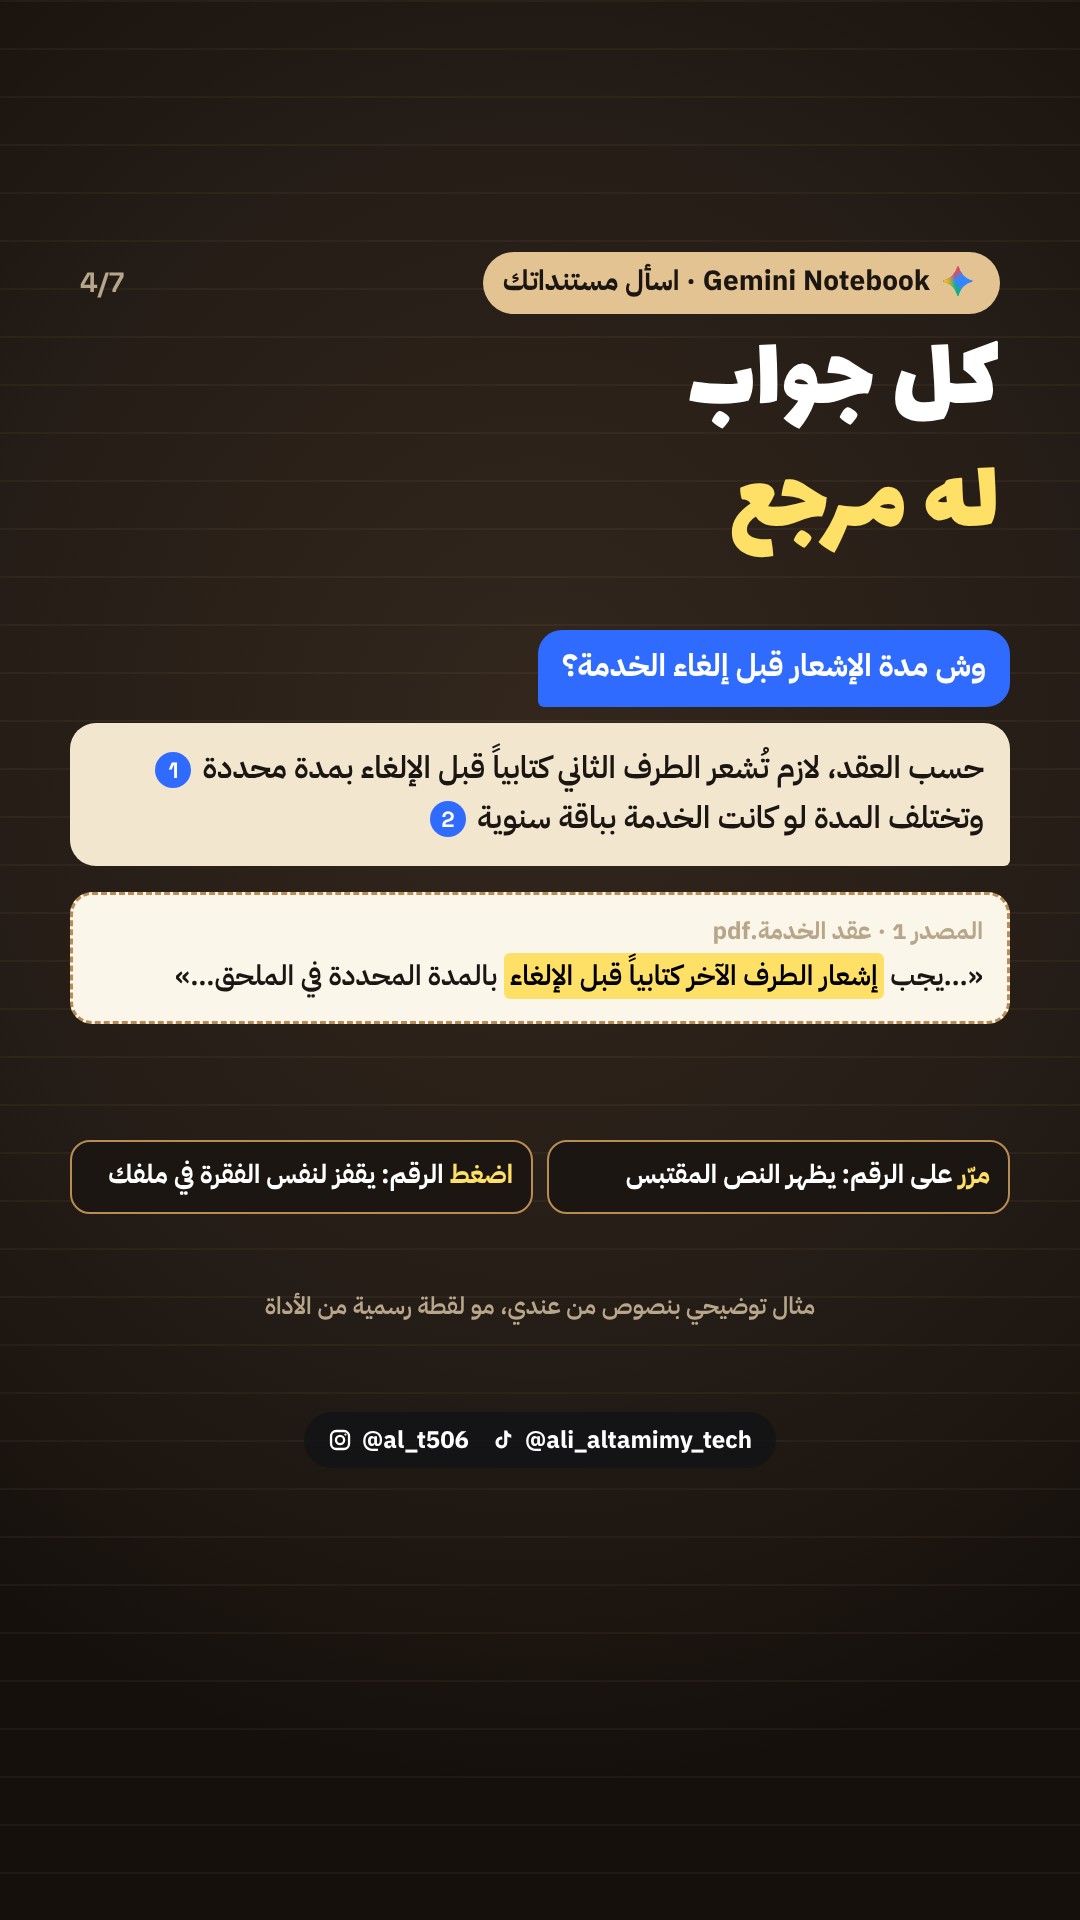 Gemini Notebook · اسأل مستنداتك
4/7
كل جواب
له مرجع
وش مدة الإشعار قبل إلغاء الخدمة؟
حسب العقد، لازم تُشعر الطرف الثاني كتابياً قبل الإلغاء بمدة محددة 1
وتختلف المدة لو كانت الخدمة بباقة سنوية 2
المصدر 1 · عقد الخدمة.pdf
«...يجب إشعار الطرف الآخر كتابياً قبل الإلغاء بالمدة المحددة في الملحق...»
مرّر على الرقم: يظهر النص المقتبس
اضغط الرقم: يقفز لنفس الفقرة في ملفك
مثال توضيحي بنصوص من عندي، مو لقطة رسمية من الأداة
@al_t506 @ali_altamimy_tech